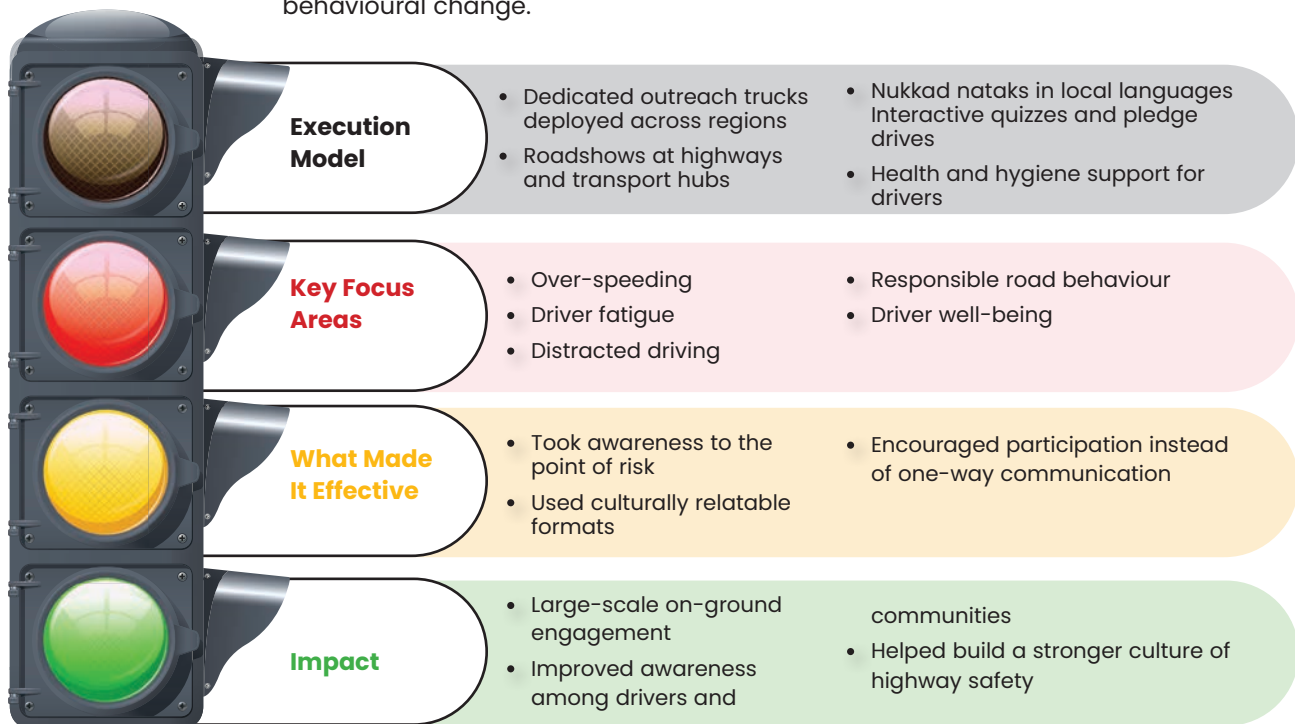 behavioural change.
Execution
Model
• Dedicated outreach trucks
deployed across regions
• Roadshows at highways
and transport hubs
• Nukkad nataks in local languages
Interactive quizzes and pledge
drives
• Health and hygiene support for
drivers
Key Focus
Areas
• Over-speeding
• Driver fatigue
• Distracted driving
• Responsible road behaviour
• Driver well-being
What Made
It Effective
• Took awareness to the
point of risk
• Used culturally relatable
formats
• Encouraged participation instead
of one-way communication
Impact
• Large-scale on-ground
engagement
• Improved awareness
among drivers and
communities
• Helped build a stronger culture of
highway safety